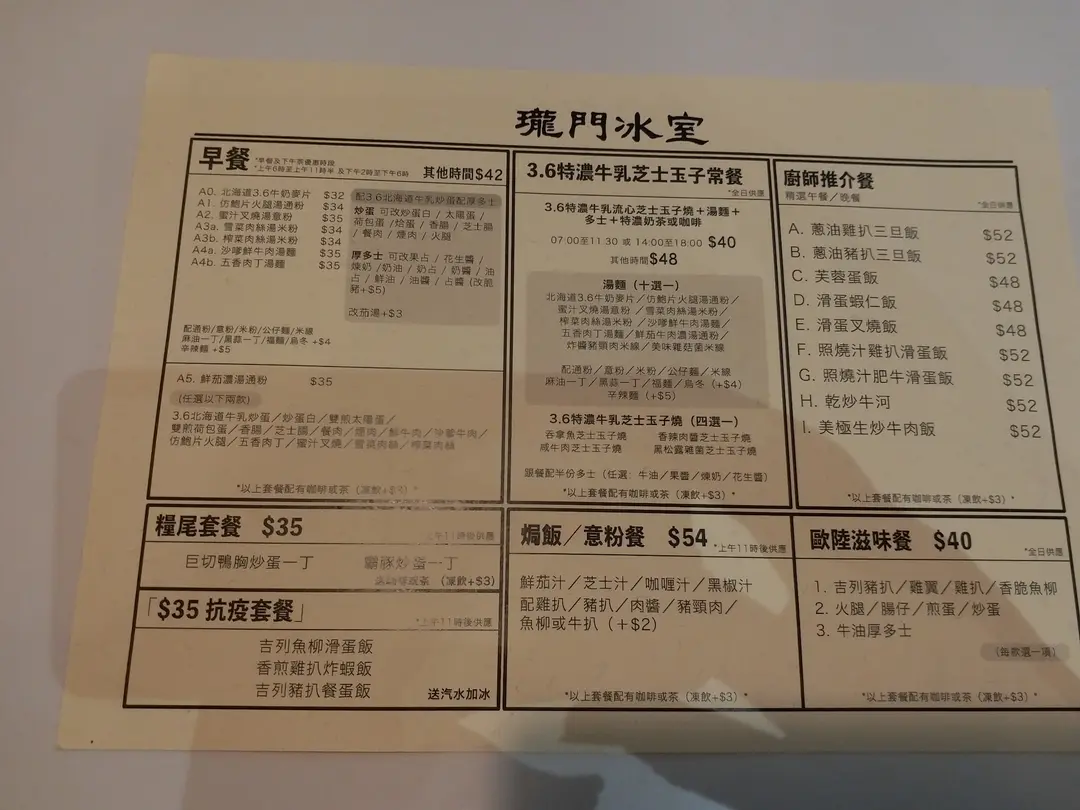 瓏門冰室
早餐 *早餐及下午茶優惠時段
*上午6時至上午11時半 及下午2時至下午6時 其他時間$42
A0. 北海道3.6牛奶麥片 $32
A1. 仿鮑片火腿湯通粉 $34
A2. 蜜汁叉燒湯意粉 $35
A3a. 雪菜肉絲湯米粉 $34
A3b. 榨菜肉絲湯米粉 $34
A4a. 沙嗲鮮牛肉湯麵 $35
A4b. 五香肉丁湯麵 $35
配3.6北海道牛乳炒蛋配厚多士
炒蛋 可改炒蛋白 / 太陽蛋 /
荷包蛋 / 烚蛋 / 香腸 / 芝士腸
/ 餐肉 / 煙肉 / 火腿
厚多士 可改果占 / 花生醬 /
煉奶 / 奶油 / 奶占 / 奶醬 / 油
占 / 鮮油 / 油醬 / 占醬 (改脆
豬+$5)
改茄湯+$3
配通粉/意粉/米粉/公仔麵/米線
麻油一丁/黑蒜一丁/福麵/烏冬 +$4
辛辣麵 +$5
A5. 鮮茄濃湯通粉 $35
(任選以下兩款)
3.6北海道牛乳炒蛋/炒蛋白/雙煎太陽蛋/
雙煎荷包蛋/香腸/芝士腸/餐肉/煙肉/鮮牛肉/沙嗲牛肉/
仿鮑片火腿/五香肉丁/蜜汁叉燒/雪菜肉絲/榨菜肉絲
*以上套餐配有咖啡或茶 (凍飲+$3) *
糧尾套餐 $35
上午11時後供應
巨切鴨胸炒蛋一丁 霸豚炒蛋一丁
咖啡或茶 (凍飲+$3)
「$35 抗疫套餐」
*上午11時後供應
吉列魚柳滑蛋飯
香煎雞扒炸蝦飯
吉列豬扒餐蛋飯
送汽水加冰
3.6特濃牛乳芝士玉子常餐
*全日供應
3.6特濃牛乳流心芝士玉子燒+湯麵+
多士+特濃奶茶或咖啡
07:00至11:30 或 14:00至18:00 $40
其他時間$48
湯麵（十選一）
北海道3.6牛奶麥片/仿鮑片火腿湯通粉/
蜜汁叉燒湯意粉 /雪菜肉絲湯米粉/
榨菜肉絲湯米粉/沙嗲鮮牛肉湯麵/
五香肉丁湯麵/鮮茄牛肉濃湯通粉/
炸醬豬頸肉米線/美味雜菇菌米線
配通粉/意粉/米粉/公仔麵/米線
麻油一丁/黑蒜一丁/福麵/烏冬（+$4）
辛辣麵（+$5）
3.6特濃牛乳芝士玉子燒（四選一）
吞拿魚芝士玉子燒 香辣肉醬芝士玉子燒
咸牛肉芝士玉子燒 黑松露雜菌芝士玉子燒
跟餐配半份多士（任選：牛油/果醬/煉奶/花生醬）
*以上套餐配有咖啡或茶（凍飲+$3）*
焗飯/意粉餐 $54 *上午11時後供應
鮮茄汁/芝士汁/咖喱汁/黑椒汁
配雞扒/豬扒/肉醬/豬頸肉/
魚柳或牛扒（+$2）
*以上套餐配有咖啡或茶（凍飲+$3）*
廚師推介餐
精選午餐/晚餐
*全日供應
A. 蔥油雞扒三旦飯 $52
B. 蔥油豬扒三旦飯 $52
C. 芙蓉蛋飯 $48
D. 滑蛋蝦仁飯 $48
E. 滑蛋叉燒飯 $48
F. 照燒汁雞扒滑蛋飯 $52
G. 照燒汁肥牛滑蛋飯 $52
H. 乾炒牛河 $52
I. 美極生炒牛肉飯 $52
*以上套餐配有咖啡或茶（凍飲+$3）*
歐陸滋味餐 $40
*全日供應
1. 吉列豬扒/雞翼/雞扒/香脆魚柳
2. 火腿/腸仔/煎蛋/炒蛋
3. 牛油厚多士
(每款選一項)
*以上套餐配有咖啡或茶（凍飲+$3）*